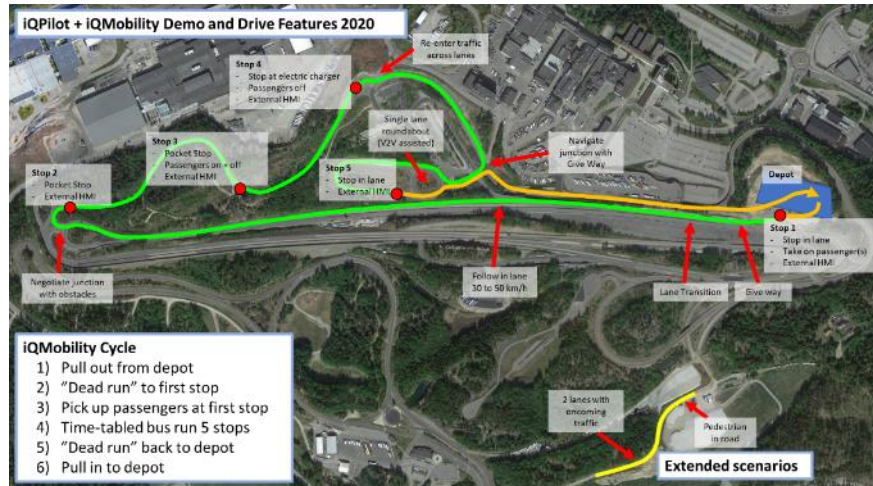 iQPilot + iQMobility Demo and Drive Features 2020
Re-enter traffic
across lanes
Stop 4
- Stop at electric charger
- Passengers off
- External HMI
Single lane
roundabout
(V2V assisted)
Stop 3
- Pocket Stop
- Passengers on + off
- External HMI
Navigate
junction with
Give Way
Stop 2
- Pocket Stop
- External HMI
Stop 5
- Stop in lane
- External HMI
Depot
Stop 1
- Stop in lane
- Take on passenger(s)
- External HMI
Negotiate junction
with obstacles
Follow in lane
30 to 50 km/h
Lane Transition
Give way
iQMobility Cycle
1) Pull out from depot
2) "Dead run" to first stop
3) Pick up passengers at first stop
4) Time-tabled bus run 5 stops
5) "Dead run" back to depot
6) Pull in to depot
2 lanes with
oncoming
traffic
Pedestrian
in road
Extended scenarios